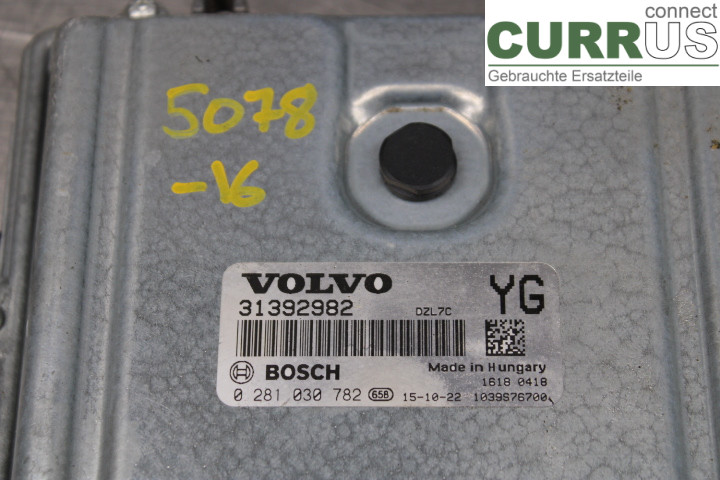 connect
CURRUS
Gebrauchte Ersatzteile
5078
-16
VOLVO
31392982
DZL7C
YG
BOSCH
Made in Hungary
1618 0418
0 281 030 782 65B 15-10-22 1039S76700